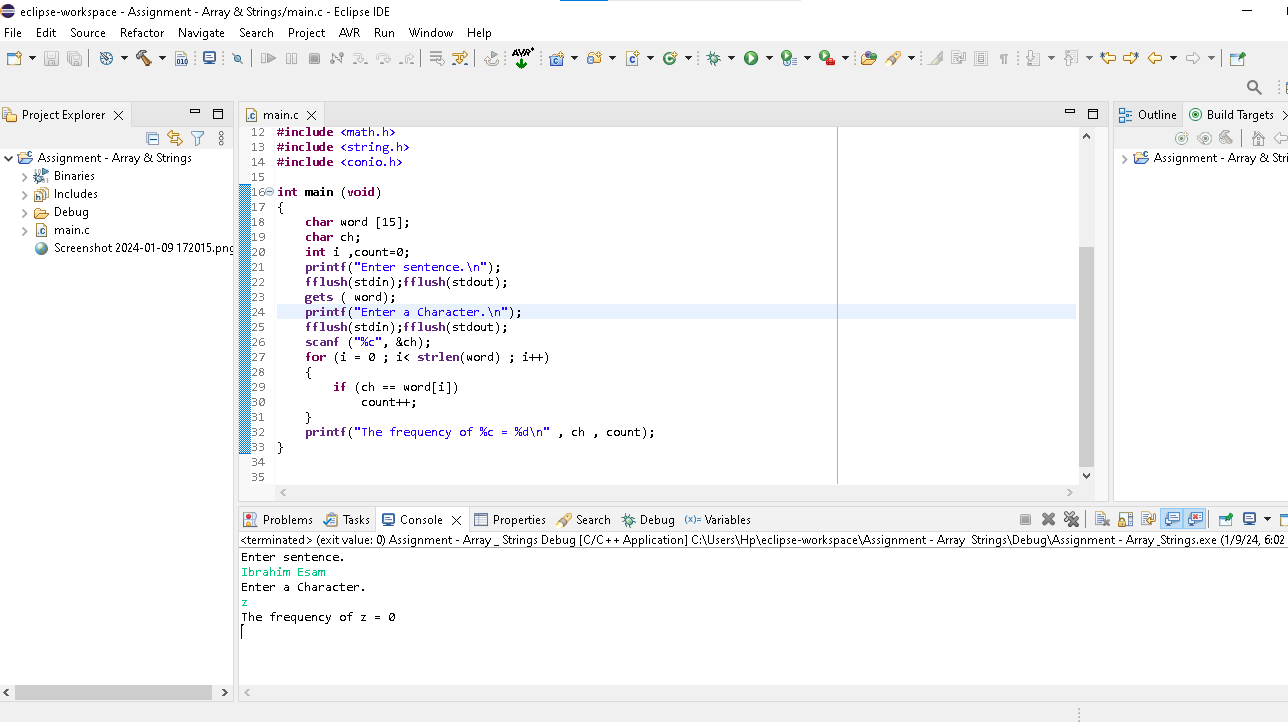 eclipse-workspace - Assignment - Array & Strings/main.c - Eclipse IDE
File Edit Source Refactor Navigate Search Project AVR Run Window Help
Project Explorer
main.c
Outline Build Targets
Assignment - Array & Strings
Binaries
Includes
Debug
main.c
Screenshot 2024-01-09 172015.png
12 #include <math.h>
13 #include <string.h>
14 #include <conio.h>
15
16 int main (void)
17 {
18 char word [15];
19 char ch;
20 int i ,count=0;
21 printf("Enter sentence.\n");
22 fflush(stdin);fflush(stdout);
23 gets ( word);
24 printf("Enter a Character.\n");
25 fflush(stdin);fflush(stdout);
26 scanf ("%c", &ch);
27 for (i = 0 ; i< strlen(word) ; i++)
28 {
29 if (ch == word[i])
30 count++;
31 }
32 printf("The frequency of %c = %d\n" , ch , count);
33 }
34
35
Assignment - Array & Stri
Problems Tasks Console Properties Search Debug (x)= Variables
<terminated> (exit value: 0) Assignment - Array _ Strings Debug [C/C++ Application] C:\Users\Hp\eclipse-workspace\Assignment - Array Strings\Debug\Assignment - Array _Strings.exe (1/9/24, 6:02
Enter sentence.
Ibrahim Esam
Enter a Character.
z
The frequency of z = 0